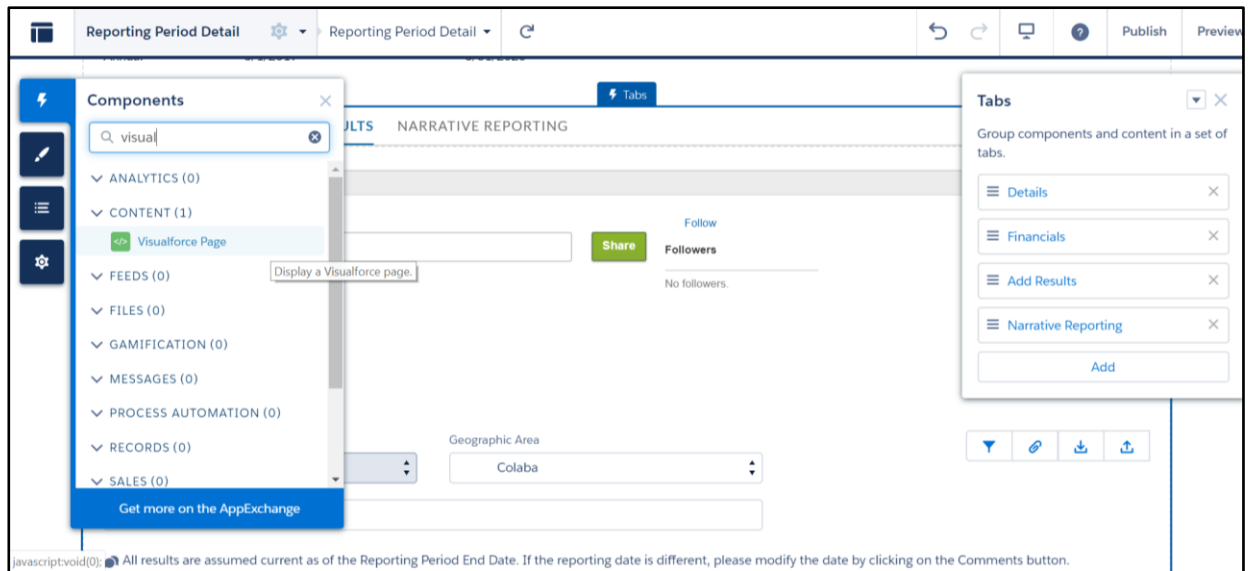 Reporting Period Detail
Reporting Period Detail
Publish
Preview
Components
visual
ANALYTICS (0)
CONTENT (1)
Visualforce Page
Display a Visualforce page.
FEEDS (0)
FILES (0)
GAMIFICATION (0)
MESSAGES (0)
PROCESS AUTOMATION (0)
RECORDS (0)
SALES (0)
Get more on the AppExchange
Tabs
ULTS
NARRATIVE REPORTING
Share
Follow
Followers
No followers.
Geographic Area
Colaba
Tabs
Group components and content in a set of
tabs.
Details
Financials
Add Results
Narrative Reporting
Add
javascript:void(0);
All results are assumed current as of the Reporting Period End Date. If the reporting date is different, please modify the date by clicking on the Comments button.